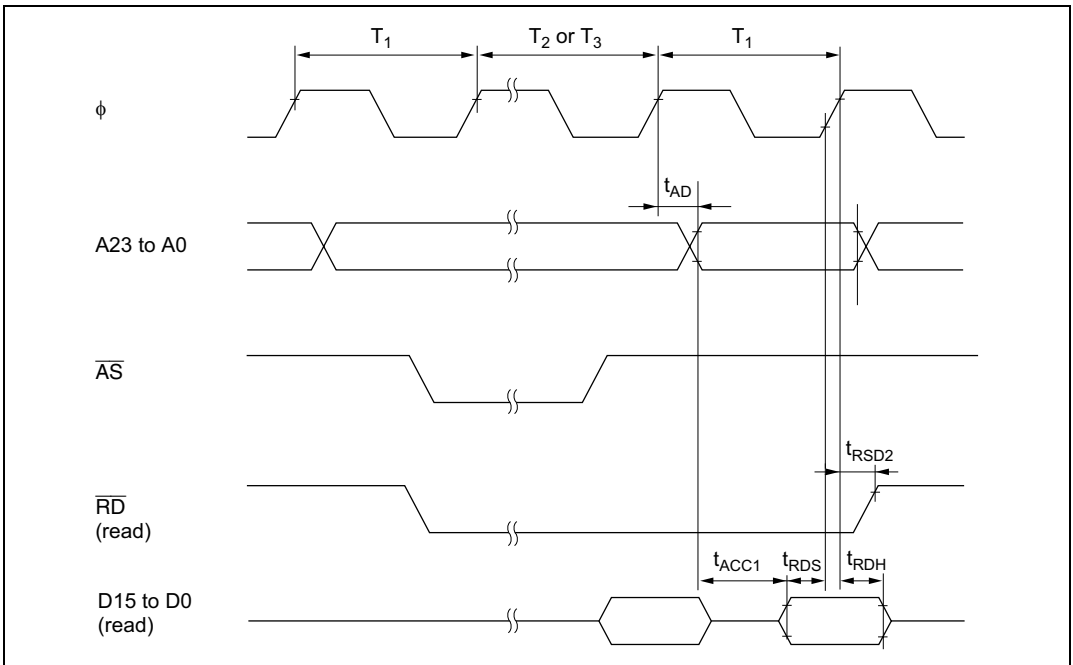 T1 T2 or T3 T1
ϕ
tAD
A23 to A0
AS
tRSD2
RD
(read)
tACC1 tRDS tRDH
D15 to D0
(read)